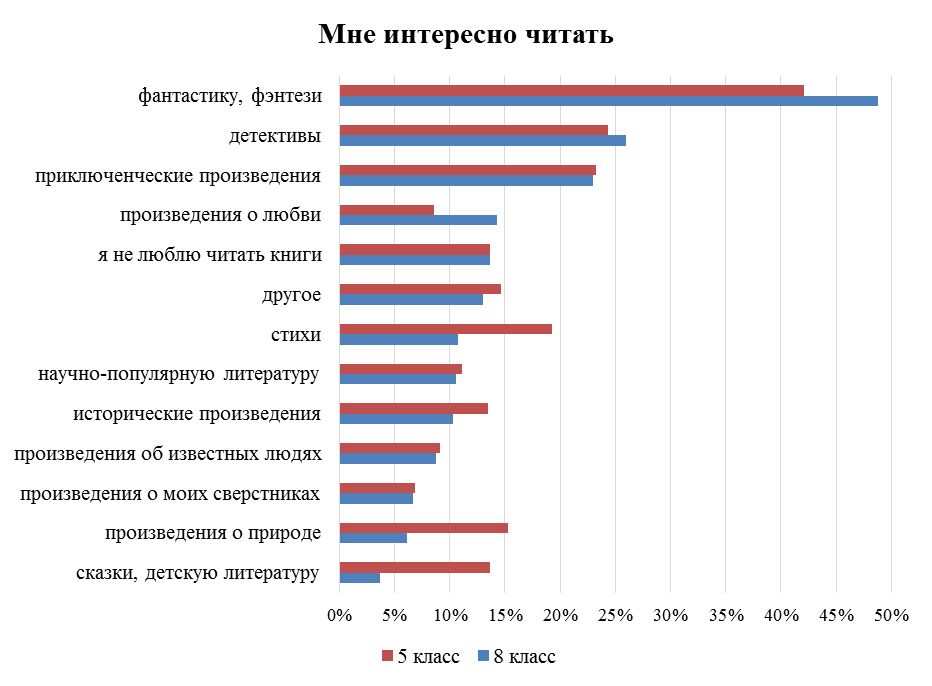 Мне интересно читать
фантастику, фэнтези
детективы
приключенческие произведения
произведения о любви
я не люблю читать книги
другое
стихи
научно-популярную литературу
исторические произведения
произведения об известных людях
произведения о моих сверстниках
произведения о природе
сказки, детскую литературу
0% 5% 10% 15% 20% 25% 30% 35% 40% 45% 50%
5 класс 8 класс